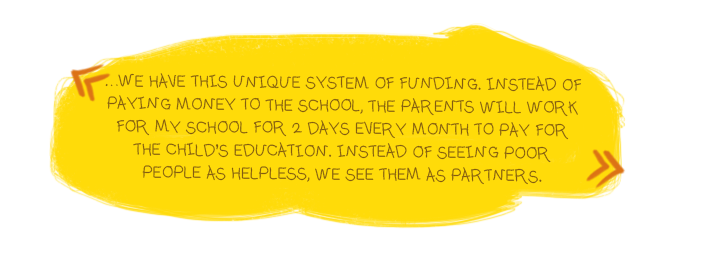 ...WE HAVE THIS UNIQUE SYSTEM OF FUNDING. INSTEAD OF
PAYING MONEY TO THE SCHOOL, THE PARENTS WILL WORK
FOR MY SCHOOL FOR 2 DAYS EVERY MONTH TO PAY FOR
THE CHILD'S EDUCATION. INSTEAD OF SEEING POOR
PEOPLE AS HELPLESS, WE SEE THEM AS PARTNERS.